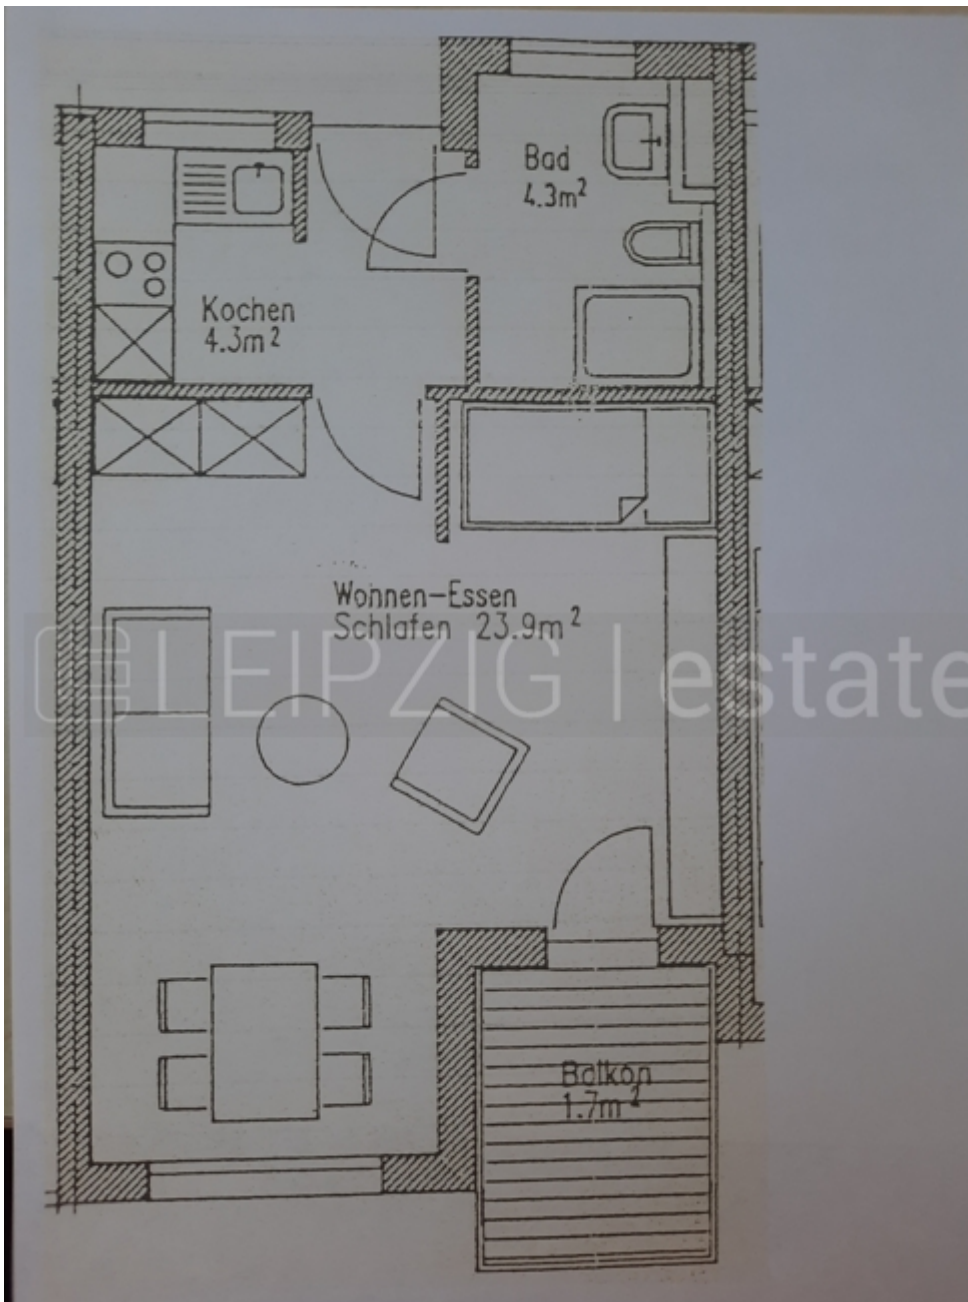 Bad
4.3m²
Kochen
4.3m²
Wohnen-Essen
Schlafen 23.9m²
LEIPZIG | estate
Balkon
1.7m²